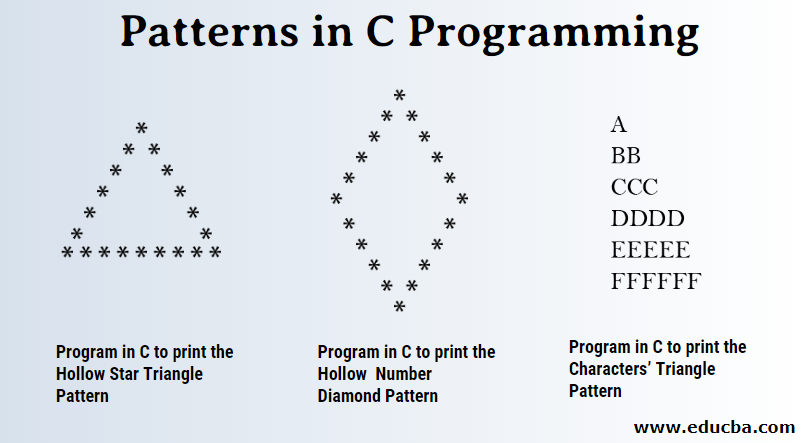 Patterns in C Programming
*
* *
* *
* *
* *
* *
* * * * * * * * *
*
* *
* *
* *
* *
* *
* *
* *
* *
* *
*
A
BB
CCC
DDDD
EEEEE
FFFFFF
Program in C to print the
Hollow Star Triangle
Pattern
Program in C to print the
Hollow Number
Diamond Pattern
Program in C to print the
Characters’ Triangle
Pattern
www.educba.com